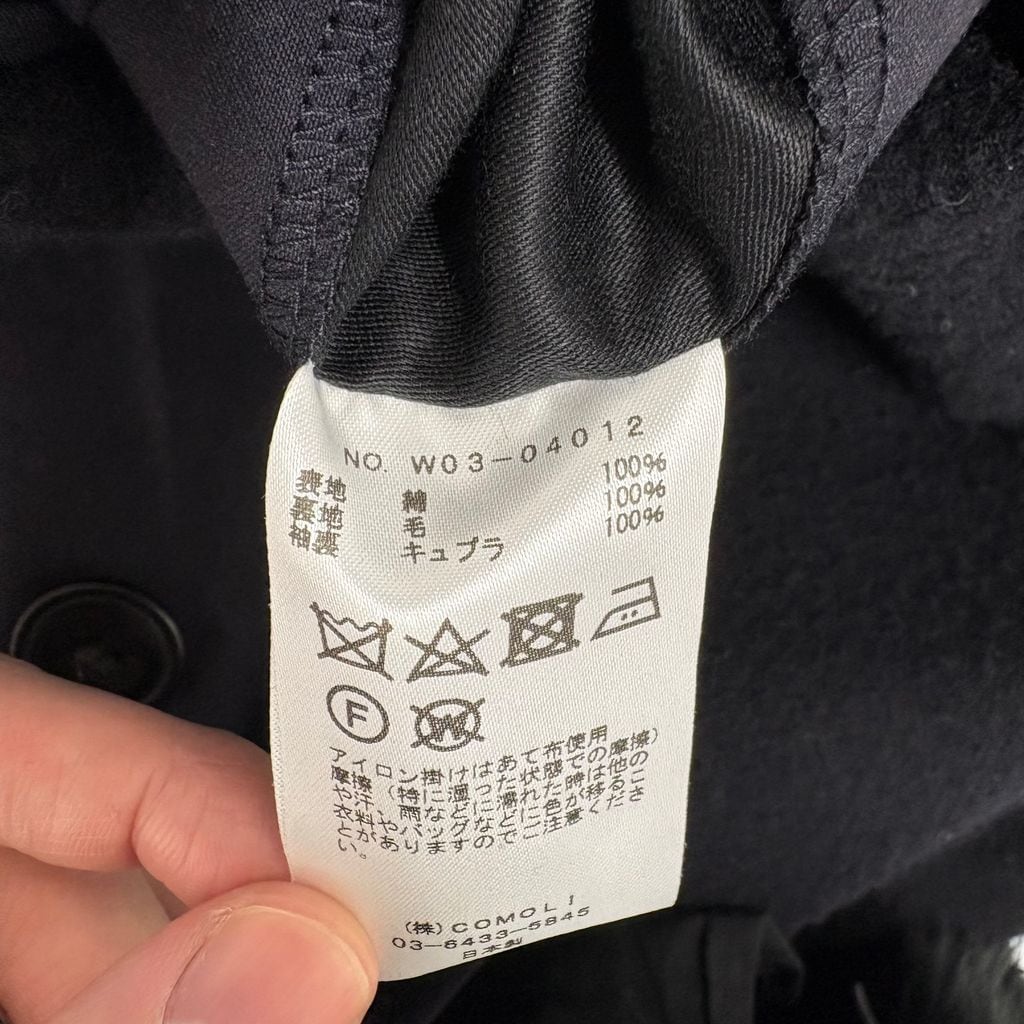 NO. W03-04012
表地 綿 100%
裏地 毛 100%
袖裏 キュプラ 100%
F
W
アイロン掛けはあて布使用
摩擦(特に湿った状態での摩擦)
や汗、雨などに濡れた時は他の
衣料やバッグなどに色が移るこ
とがありますのでご注意くださ
い。
(株)COMOLI
03-6433-5845
日本製